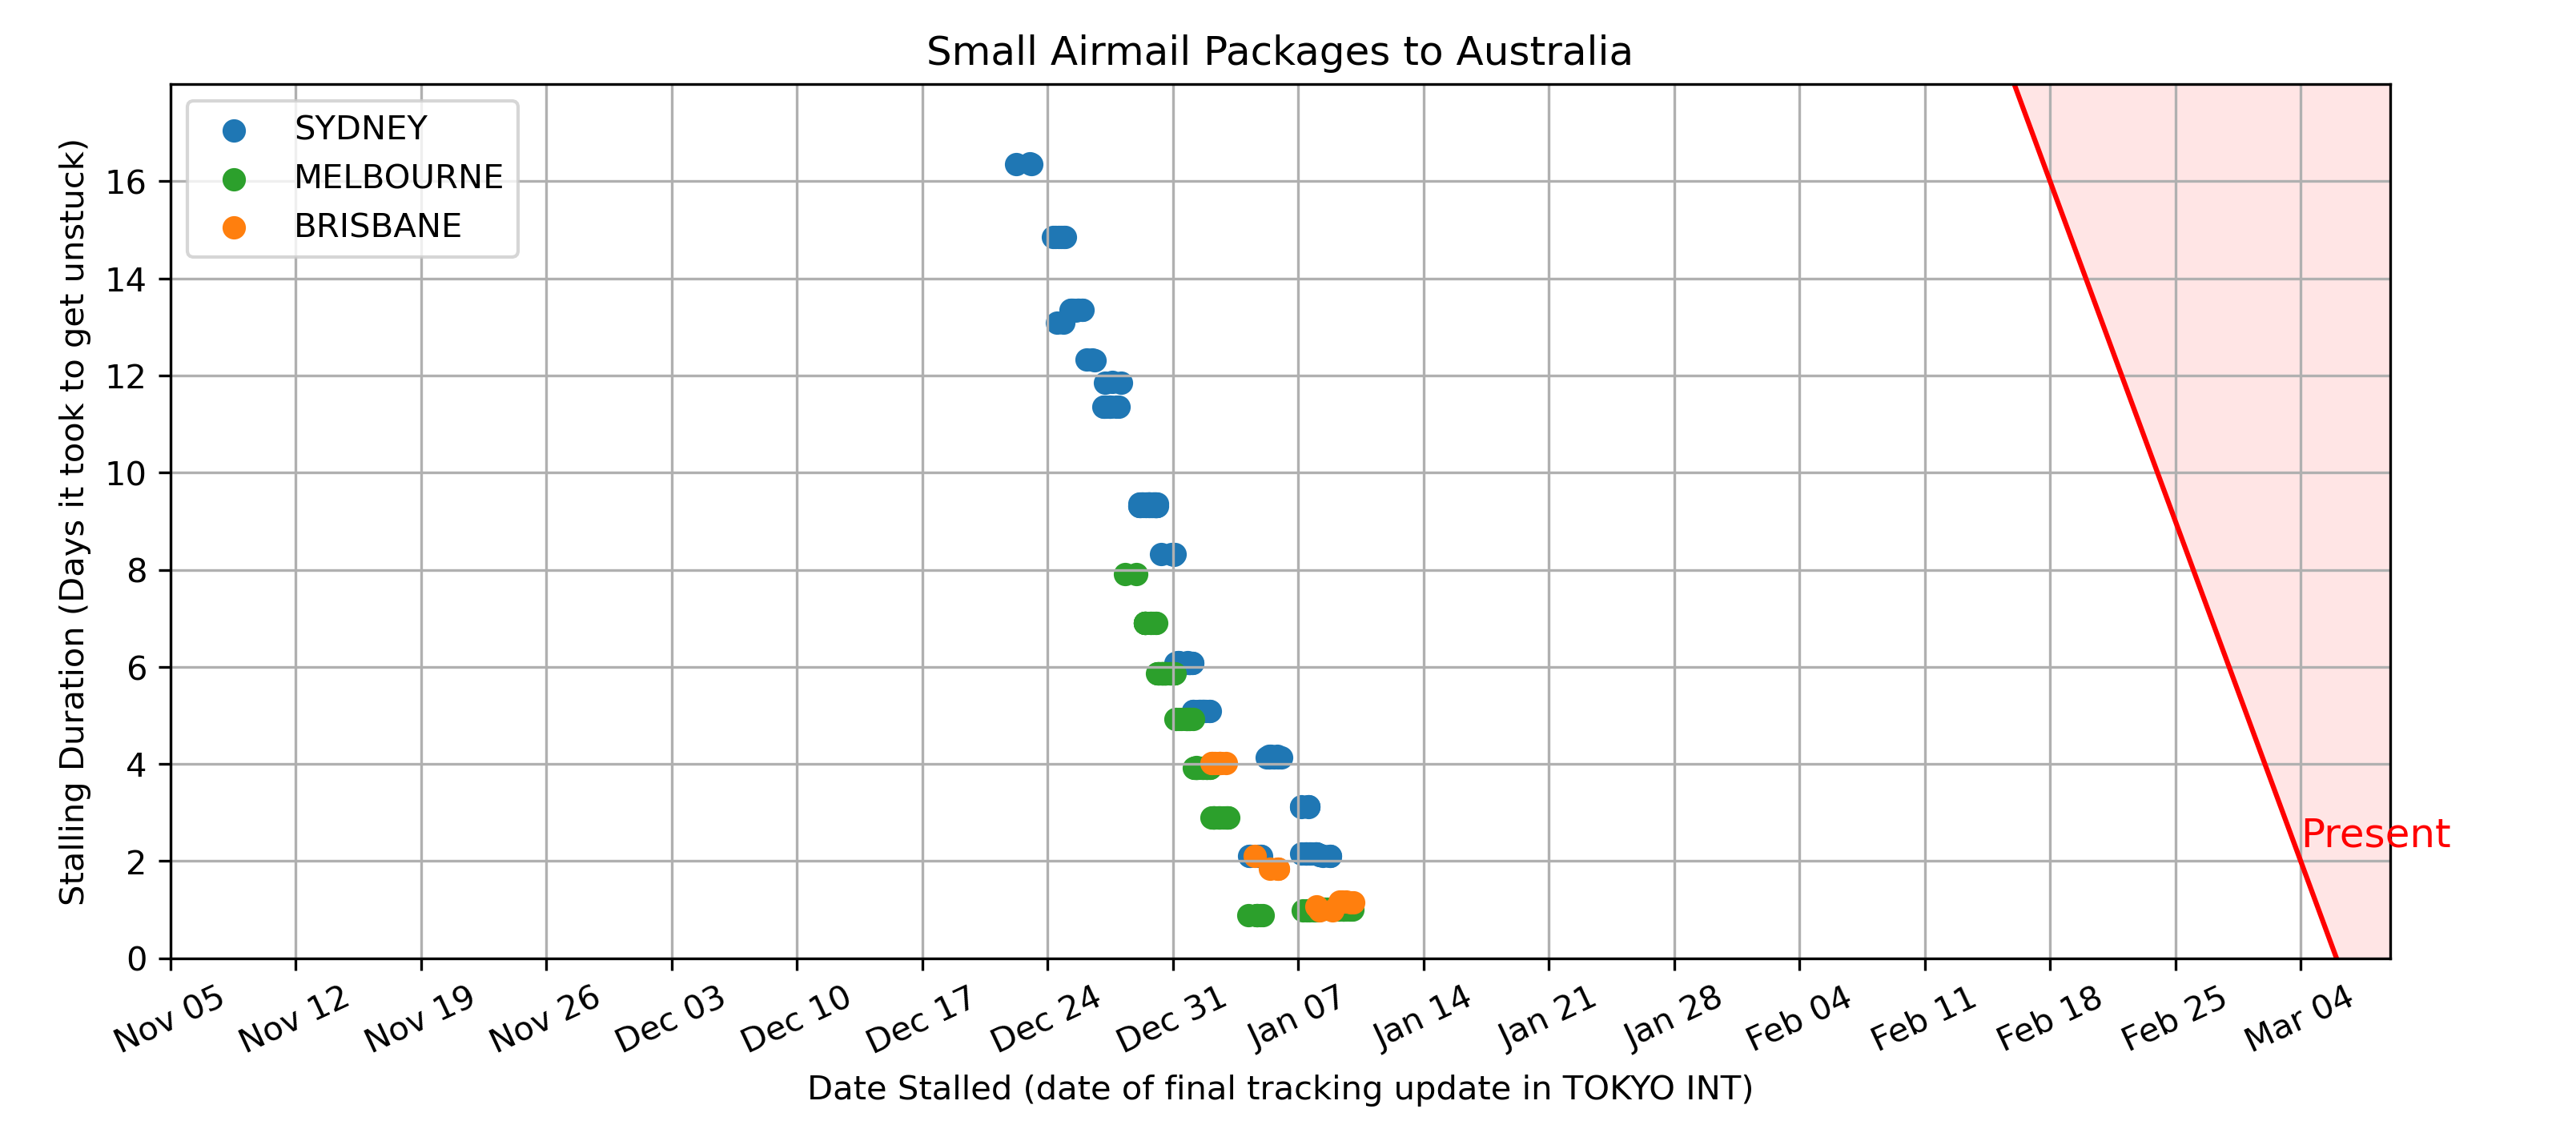 Small Airmail Packages to Australia
SYDNEY
MELBOURNE
BRISBANE
Stalling Duration (Days it took to get unstuck)
16
14
12
10
8
6
4
2
0
Present
Nov 05
Nov 12
Nov 19
Nov 26
Dec 03
Dec 10
Dec 17
Dec 24
Dec 31
Jan 07
Jan 14
Jan 21
Jan 28
Feb 04
Feb 11
Feb 18
Feb 25
Mar 04
Date Stalled (date of final tracking update in TOKYO INT)